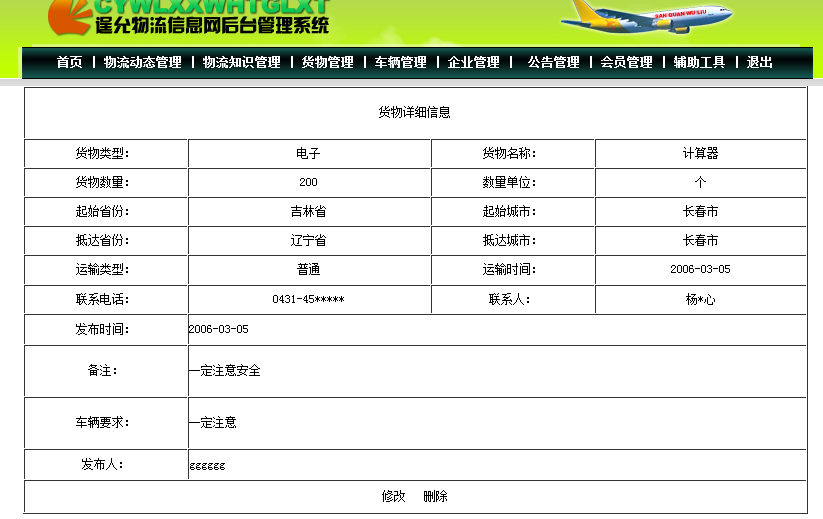 CYWLXXWHTGLXT
逶允物流信息网后台管理系统
SAN QUAN WU LIU
首页 | 物流动态管理 | 物流知识管理 | 货物管理 | 车辆管理 | 企业管理 | 公告管理 | 会员管理 | 辅助工具 | 退出
货物详细信息
货物类型: 电子 货物名称: 计算器
货物数量: 200 数量单位: 个
起始省份: 吉林省 起始城市: 长春市
抵达省份: 辽宁省 抵达城市: 长春市
运输类型: 普通 运输时间: 2006-03-05
联系电话: 0431-45***** 联系人: 杨*心
发布时间: 2006-03-05
备注: 一定注意安全
车辆要求: 一定注意
发布人: gggggg
修改 删除